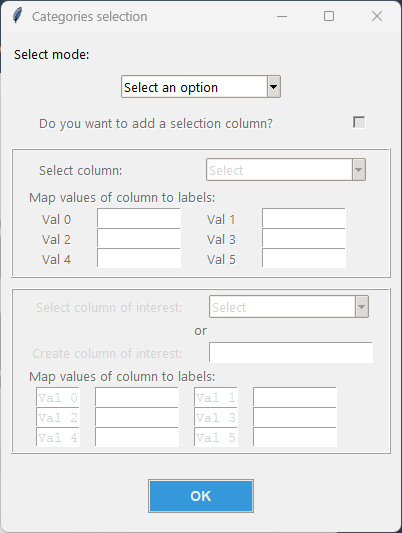 Categories selection
Select mode:
Select an option
Do you want to add a selection column?
Select column: Select
Map values of column to labels:
Val 0 Val 1
Val 2 Val 3
Val 4 Val 5
Select column of interest: Select
or
Create column of interest:
Map values of column to labels:
Val 0 Val 1
Val 2 Val 3
Val 4 Val 5
OK